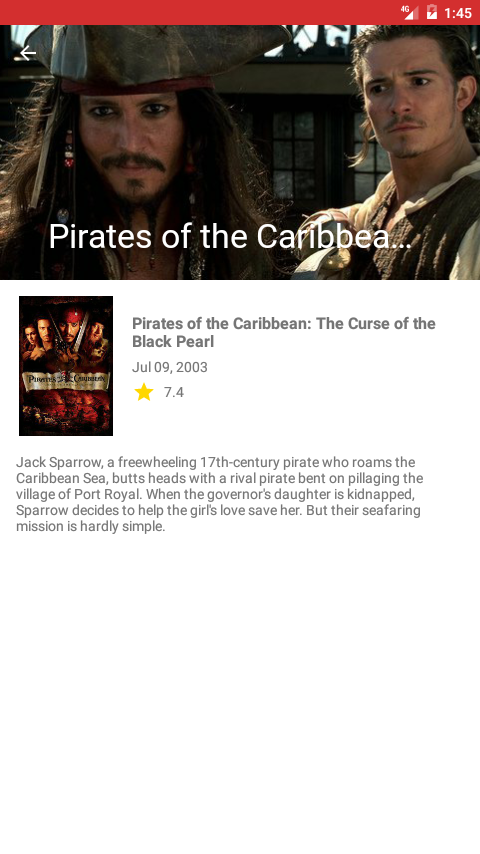 4G 1:45
Pirates of the Caribbea...
Pirates of the Caribbean: The Curse of the
Black Pearl
PIRATES CARIBBEAN
Jul 09, 2003
7.4
Jack Sparrow, a freewheeling 17th-century pirate who roams the
Caribbean Sea, butts heads with a rival pirate bent on pillaging the
village of Port Royal. When the governor's daughter is kidnapped,
Sparrow decides to help the girl's love save her. But their seafaring
mission is hardly simple.